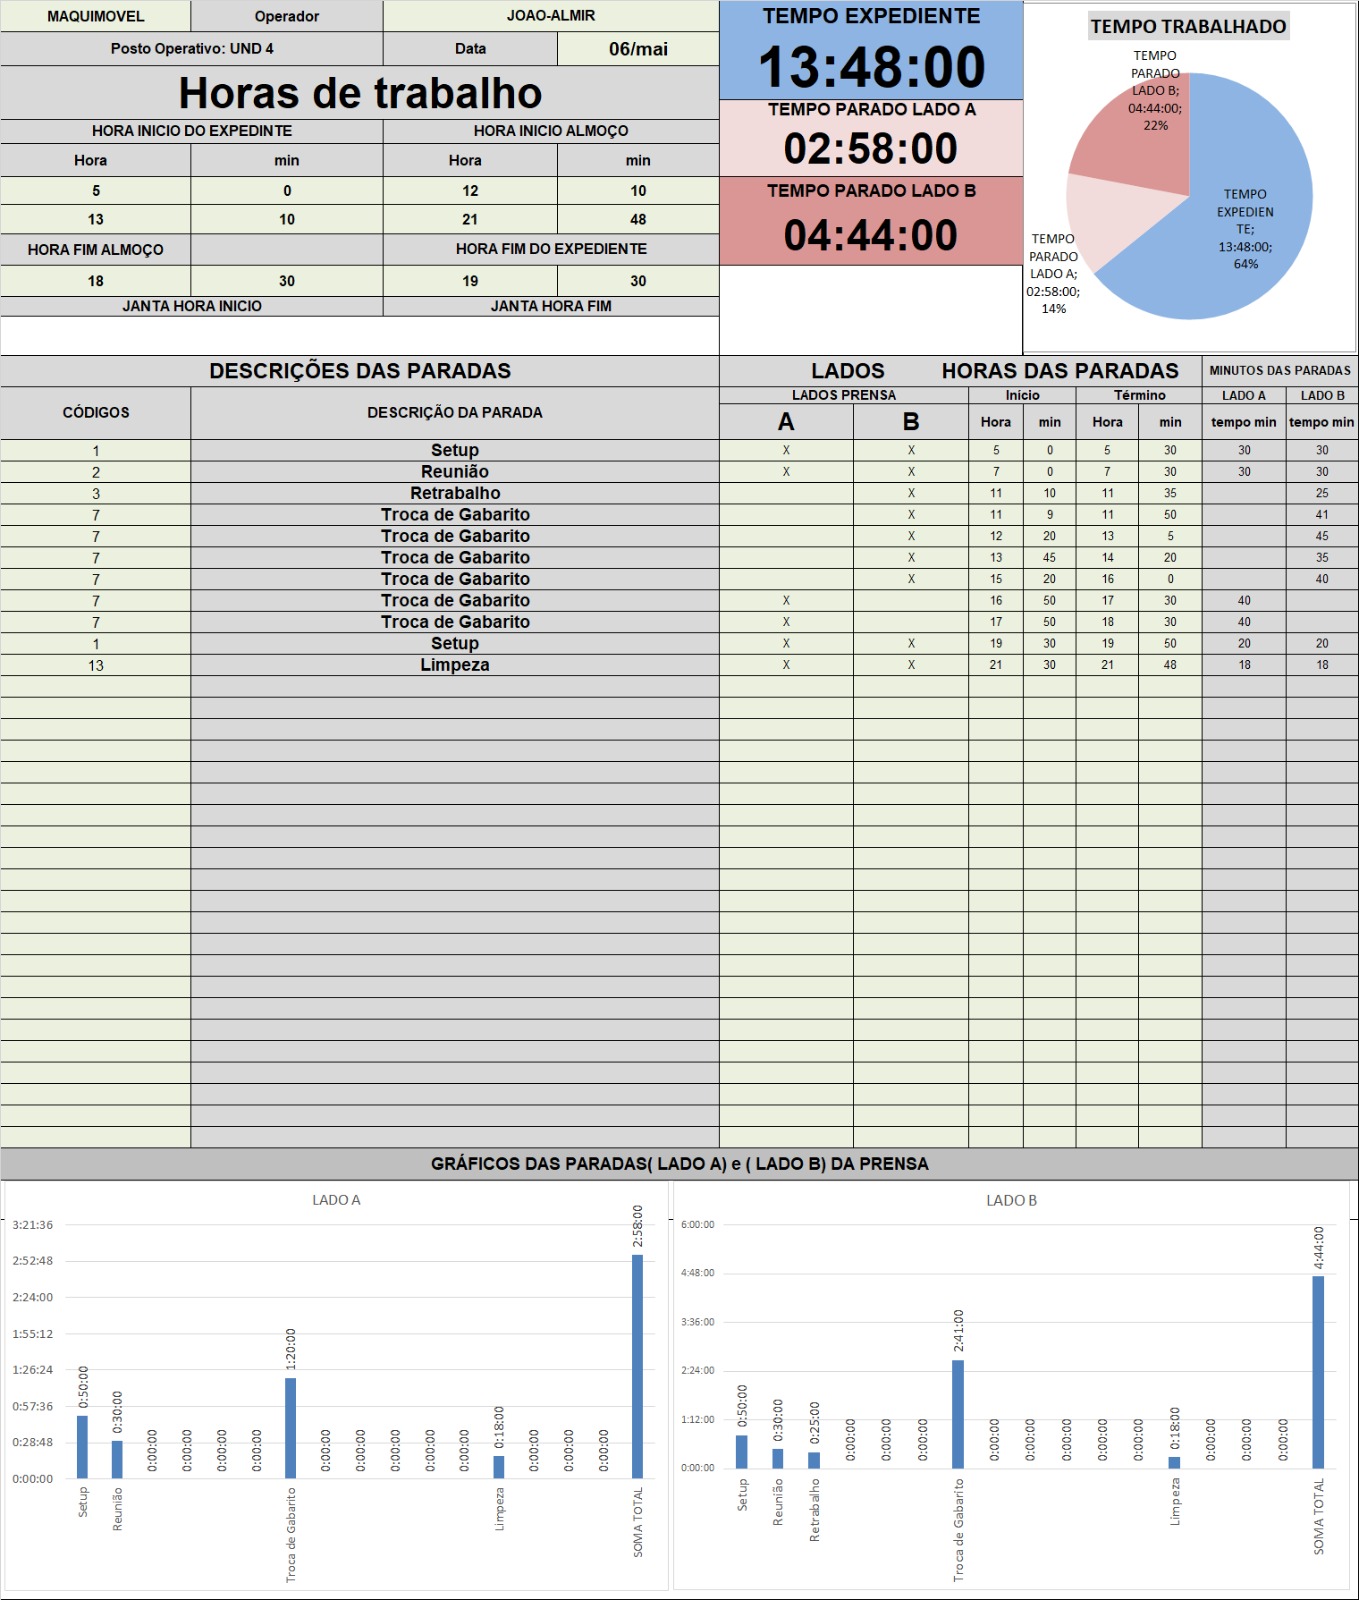 MAQUIMOVEL Operador JOAO-ALMIR
Posto Operativo: UND 4 Data 06/mai
Horas de trabalho
HORA INICIO DO EXPEDINTE HORA INICIO ALMOÇO
Hora min Hora min
5 0 12 10
13 10 21 48
HORA FIM ALMOÇO HORA FIM DO EXPEDIENTE
18 30 19 30
JANTA HORA INICIO JANTA HORA FIM
TEMPO EXPEDIENTE
13:48:00
TEMPO PARADO LADO A
02:58:00
TEMPO PARADO LADO B
04:44:00
TEMPO TRABALHADO
TEMPO
PARADO
LADO B;
04:44:00;
22%
TEMPO
EXPEDIEN
TE;
13:48:00;
64%
TEMPO
PARADO
LADO A;
02:58:00;
14%
DESCRIÇÕES DAS PARADAS LADOS HORAS DAS PARADAS MINUTOS DAS PARADAS
CÓDIGOS DESCRIÇÃO DA PARADA LADOS PRENSA Início Término LADO A LADO B
A B Hora min Hora min tempo min tempo min
1 Setup X X 5 0 5 30 30 30
2 Reunião X X 7 0 7 30 30 30
3 Retrabalho X 11 10 11 35 25
7 Troca de Gabarito X 11 9 11 50 41
7 Troca de Gabarito X 12 20 13 5 45
7 Troca de Gabarito X 13 45 14 20 35
7 Troca de Gabarito X 15 20 16 0 40
7 Troca de Gabarito X 16 50 17 30 40
7 Troca de Gabarito X 17 50 18 30 40
1 Setup X X 19 30 19 50 20 20
13 Limpeza X X 21 30 21 48 18 18
GRÁFICOS DAS PARADAS( LADO A) e ( LADO B) DA PRENSA
LADO A
3:21:36
2:52:48
2:24:00
1:55:12
1:26:24
0:57:36
0:28:48
0:00:00
0:50:00
0:30:00
0:00:00
0:00:00
0:00:00
0:00:00
1:20:00
0:00:00
0:00:00
0:00:00
0:00:00
0:00:00
0:18:00
0:00:00
0:00:00
0:00:00
2:58:00
Setup
Reunião
Troca de Gabarito
Limpeza
SOMA TOTAL
LADO B
6:00:00
4:48:00
3:36:00
2:24:00
1:12:00
0:00:00
0:50:00
0:30:00
0:25:00
0:00:00
0:00:00
0:00:00
2:41:00
0:00:00
0:00:00
0:00:00
0:00:00
0:00:00
0:18:00
0:00:00
0:00:00
0:00:00
4:44:00
Setup
Reunião
Retrabalho
Troca de Gabarito
Limpeza
SOMA TOTAL